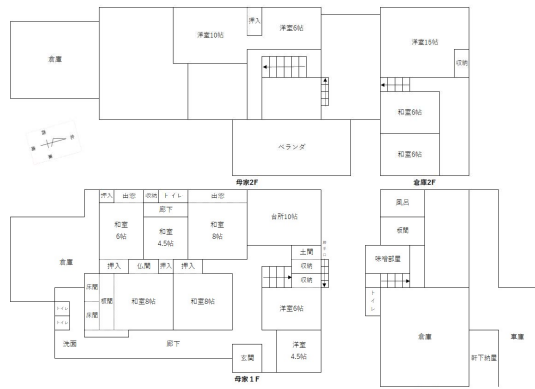 洋室10帖
押入
洋室6帖
洋室15帖
収納
倉庫
和室6帖
和室6帖
ベランダ
母家2F
倉庫2F
押入
出窓
収納
トイレ
出窓
廊下
和室
6帖
和室
4.5帖
和室
8帖
台所10帖
風呂
板間
土間
収納
収納
味噌部屋
倉庫
押入
仏間
押入
押入
床間
床間
板間
和室8帖
和室8帖
洋室6帖
トイレ
トイレ
トイレ
洗面
廊下
玄関
洋室
4.5帖
倉庫
軒下納屋
車庫
母家1F